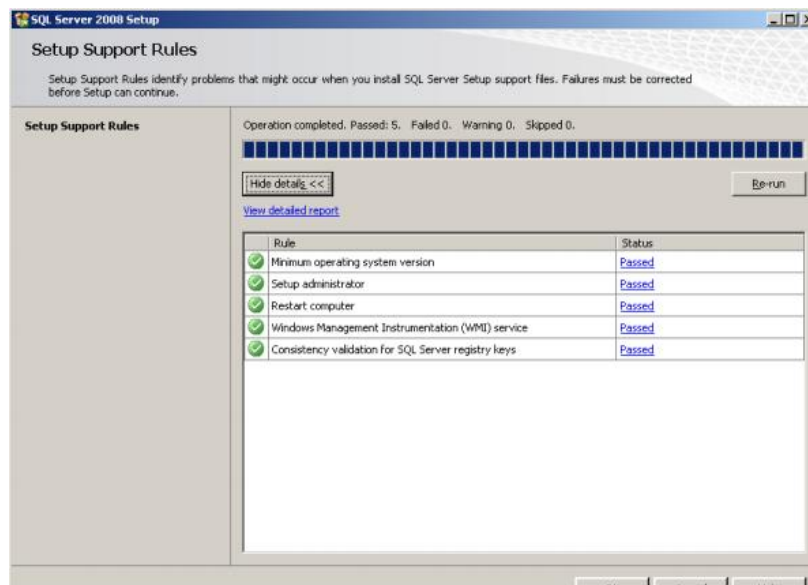 SQL Server 2008 Setup
Setup Support Rules
Setup Support Rules identify problems that might occur when you install SQL Server Setup support files. Failures must be corrected
before Setup can continue.
Setup Support Rules
Operation completed. Passed: 5.   Failed 0.   Warning 0.   Skipped 0.
Hide details <<
Re-run
View detailed report
Rule Status
Minimum operating system version Passed
Setup administrator Passed
Restart computer Passed
Windows Management Instrumentation (WMI) service Passed
Consistency validation for SQL Server registry keys Passed